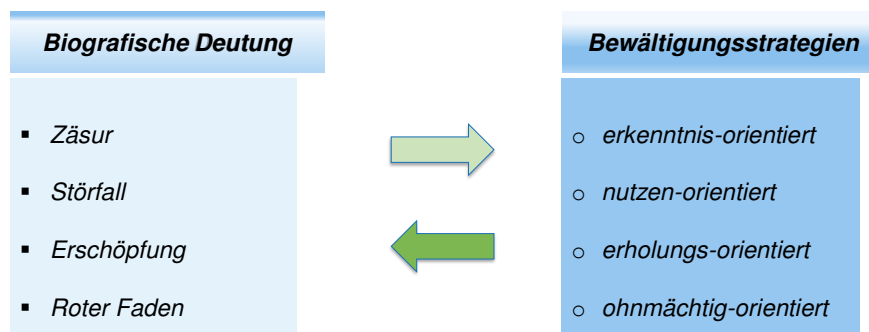 Biografische Deutung
▪ Zäsur
▪ Störfall
▪ Erschöpfung
▪ Roter Faden
Bewältigungsstrategien
o erkenntnis-orientiert
o nutzen-orientiert
o erholungs-orientiert
o ohnmächtig-orientiert